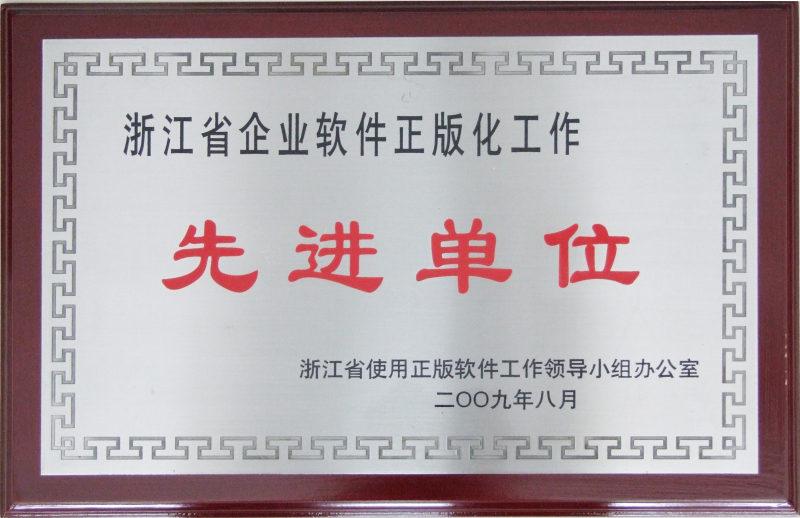 浙江省企业软件正版化工作
先进单位
浙江省使用正版软件工作领导小组办公室
二〇〇九年八月